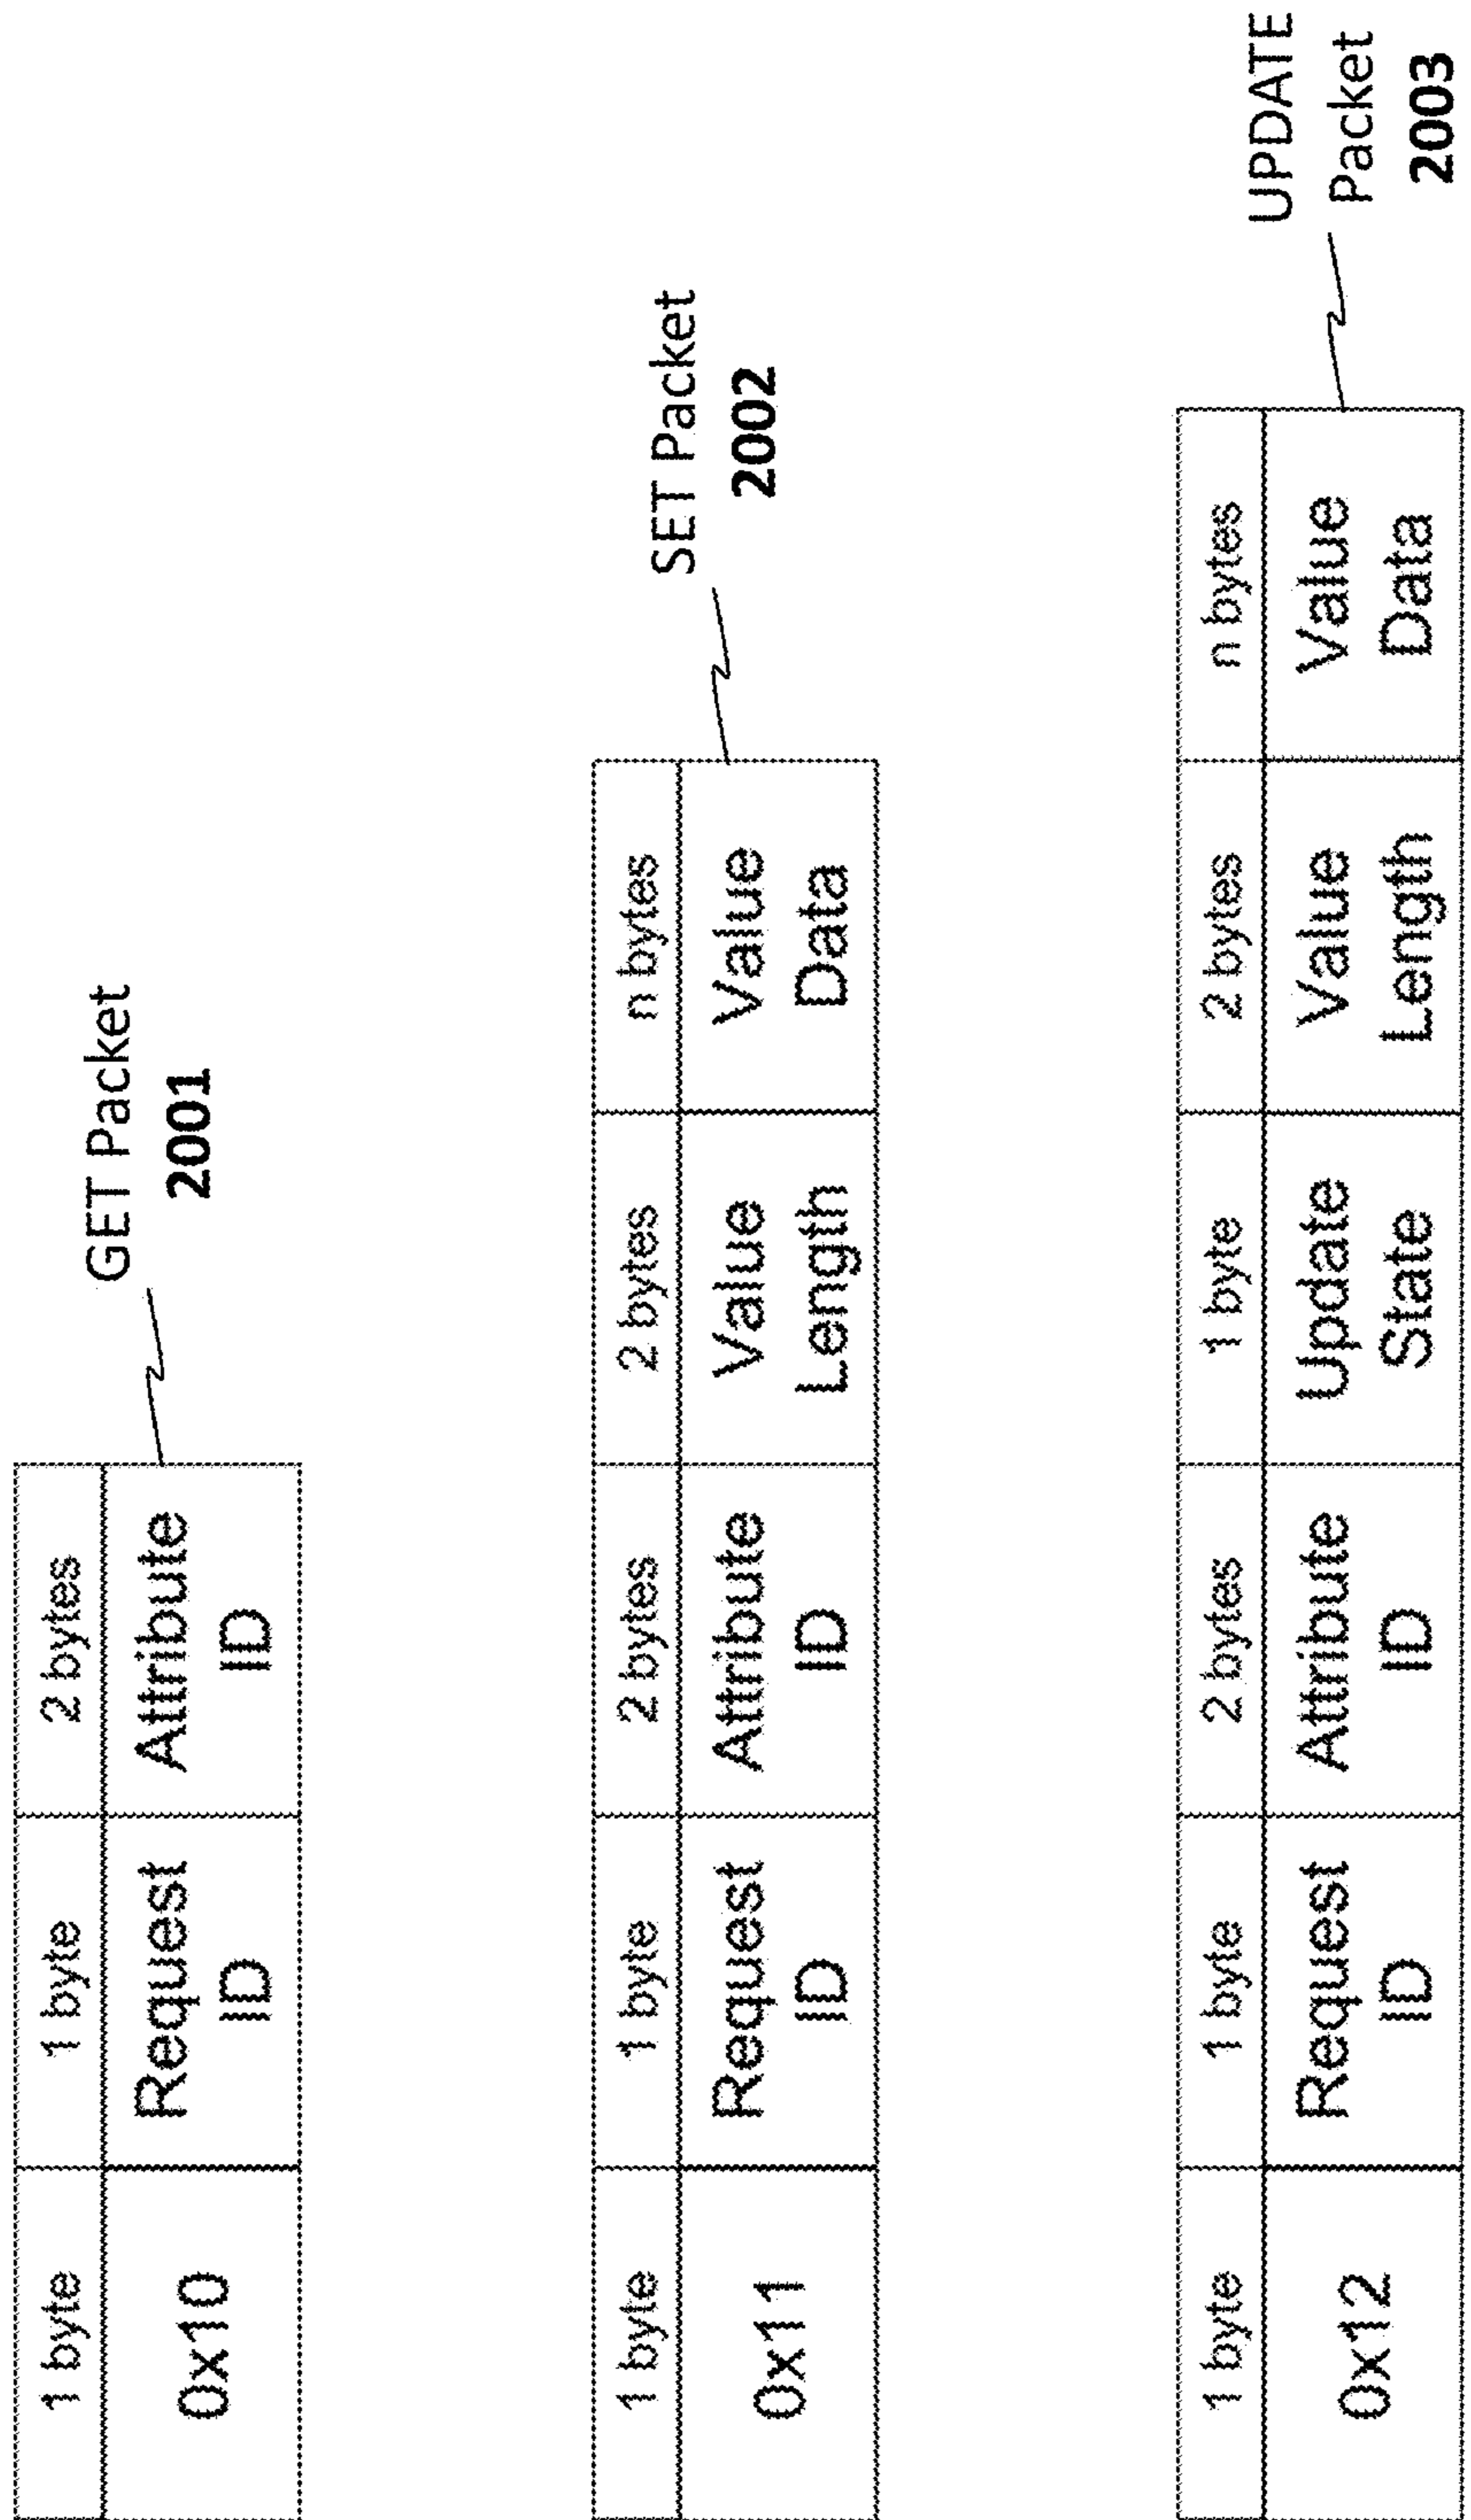 GET Packet
2001
1 byte
1 byte
2 bytes
0x10
Request
ID
Attribute
ID
SET Packet
2002
1 byte
1 byte
2 bytes
2 bytes
n bytes
0x11
Request
ID
Attribute
ID
Value
Length
Value
Data
UPDATE
Packet
2003
1 byte
1 byte
2 bytes
1 byte
2 bytes
n bytes
0x12
Request
ID
Attribute
ID
Update
State
Value
Length
Value
Data